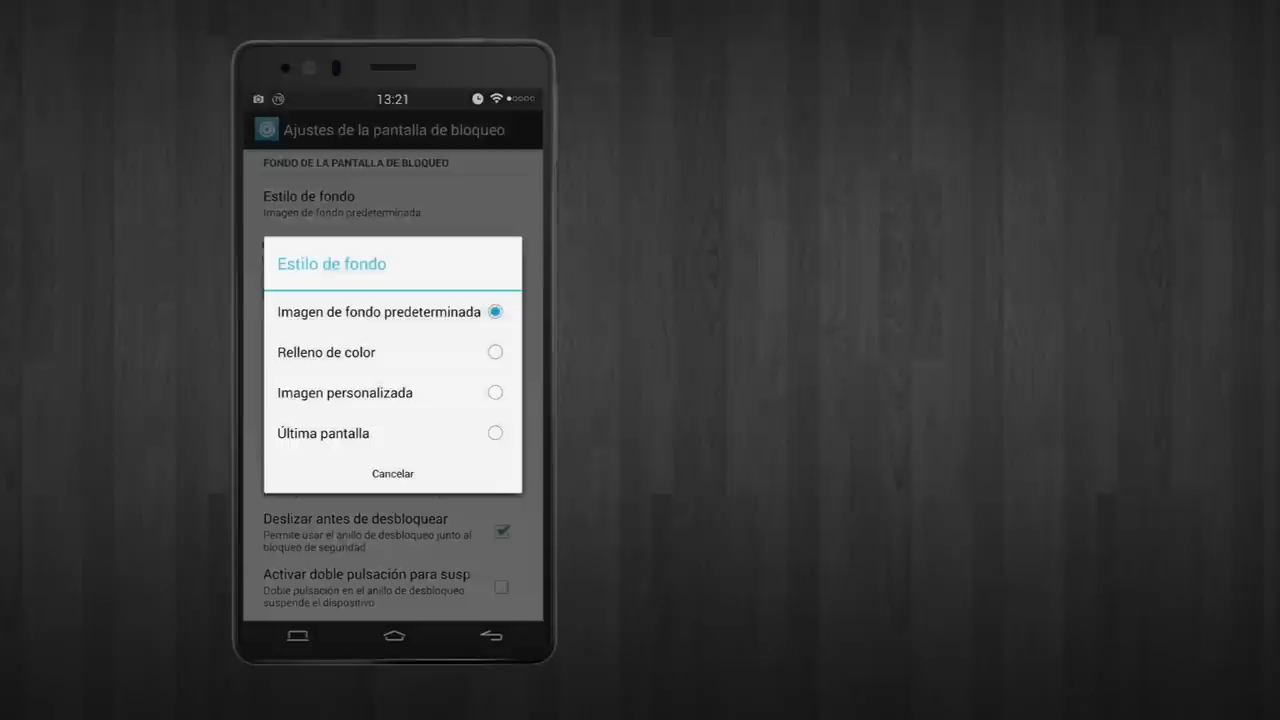 13:21
Ajustes de la pantalla de bloqueo
FONDO DE LA PANTALLA DE BLOQUEO
Estilo de fondo
Imagen de fondo predeterminada
Estilo de fondo
Imagen de fondo predeterminada
Relleno de color
Imagen personalizada
Última pantalla
Cancelar
Deslizar antes de desbloquear
Permite usar el anillo de desbloqueo junto al
bloqueo de seguridad
Activar doble pulsación para susp
Doble pulsación en el anillo de desbloqueo
suspende el dispositivo